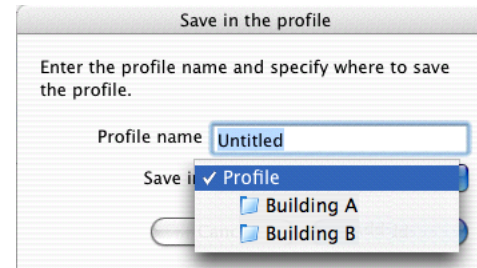 Save in the profile
Enter the profile name and specify where to save
the profile.
Profile name Untitled
Save i
✓ Profile
Building A
Building B